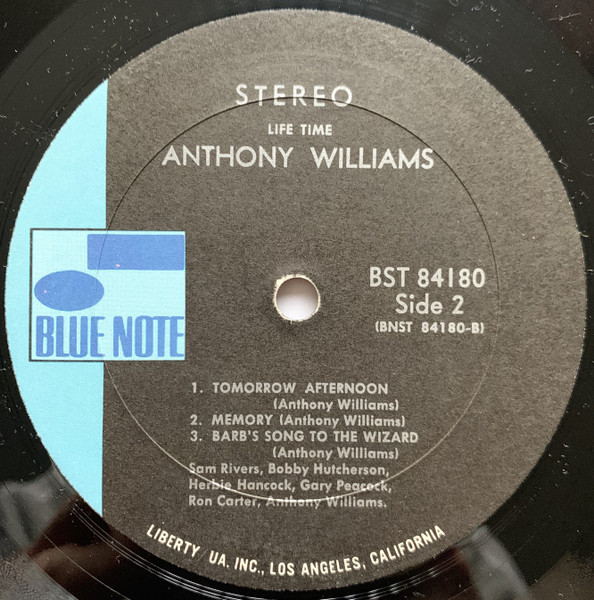 STEREO
LIFE TIME
ANTHONY WILLIAMS
BST 84180
Side 2
(BNST 84180-B)
BLUE NOTE
1. TOMORROW AFTERNOON
(Anthony Williams)
2. MEMORY (Anthony Williams)
3. BARB'S SONG TO THE WIZARD
(Anthony Williams)
Sam Rivers, Bobby Hutcherson,
Herbie Hancock, Gary Peacock,
Ron Carter, Anthony Williams.
LIBERTY UA. INC., LOS ANGELES, CALIFORNIA